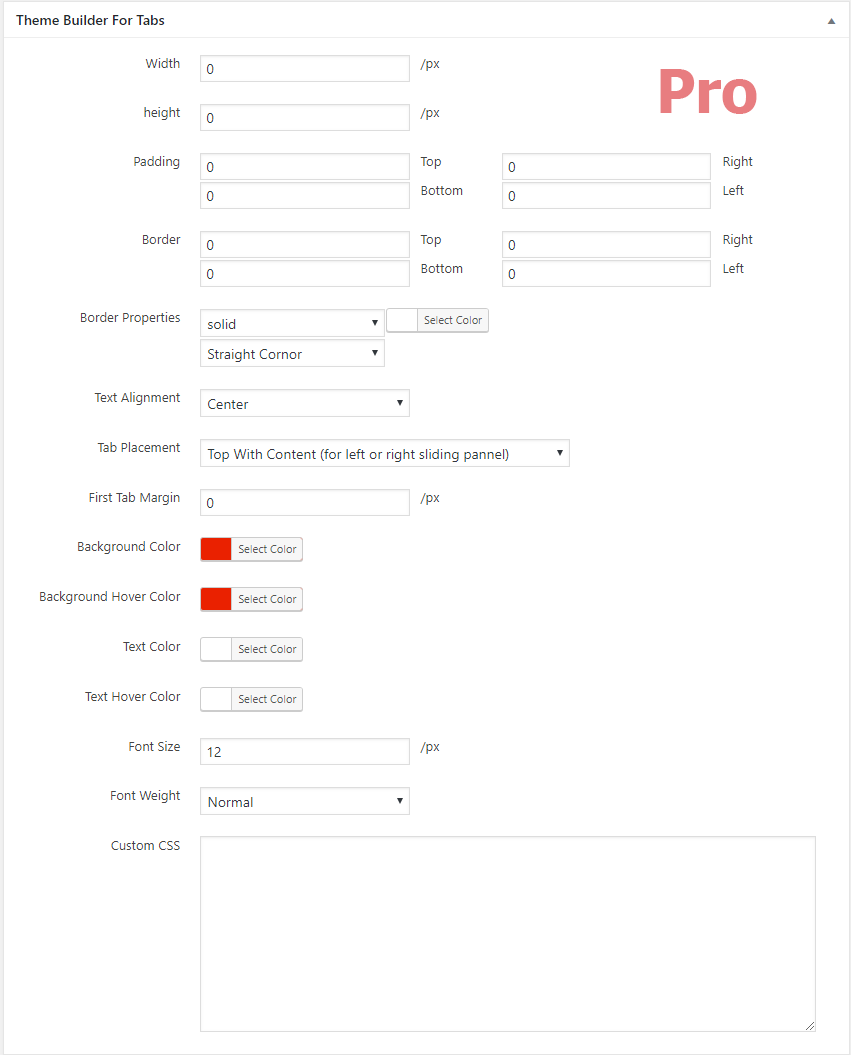 Theme Builder For Tabs ▲
Width 0 /px
Pro
height 0 /px
Padding 0 Top 0 Right
0 Bottom 0 Left
Border 0 Top 0 Right
0 Bottom 0 Left
Border Properties solid Select Color
Straight Cornor
Text Alignment Center
Tab Placement Top With Content (for left or right sliding pannel)
First Tab Margin 0 /px
Background Color Select Color
Background Hover Color Select Color
Text Color Select Color
Text Hover Color Select Color
Font Size 12 /px
Font Weight Normal
Custom CSS